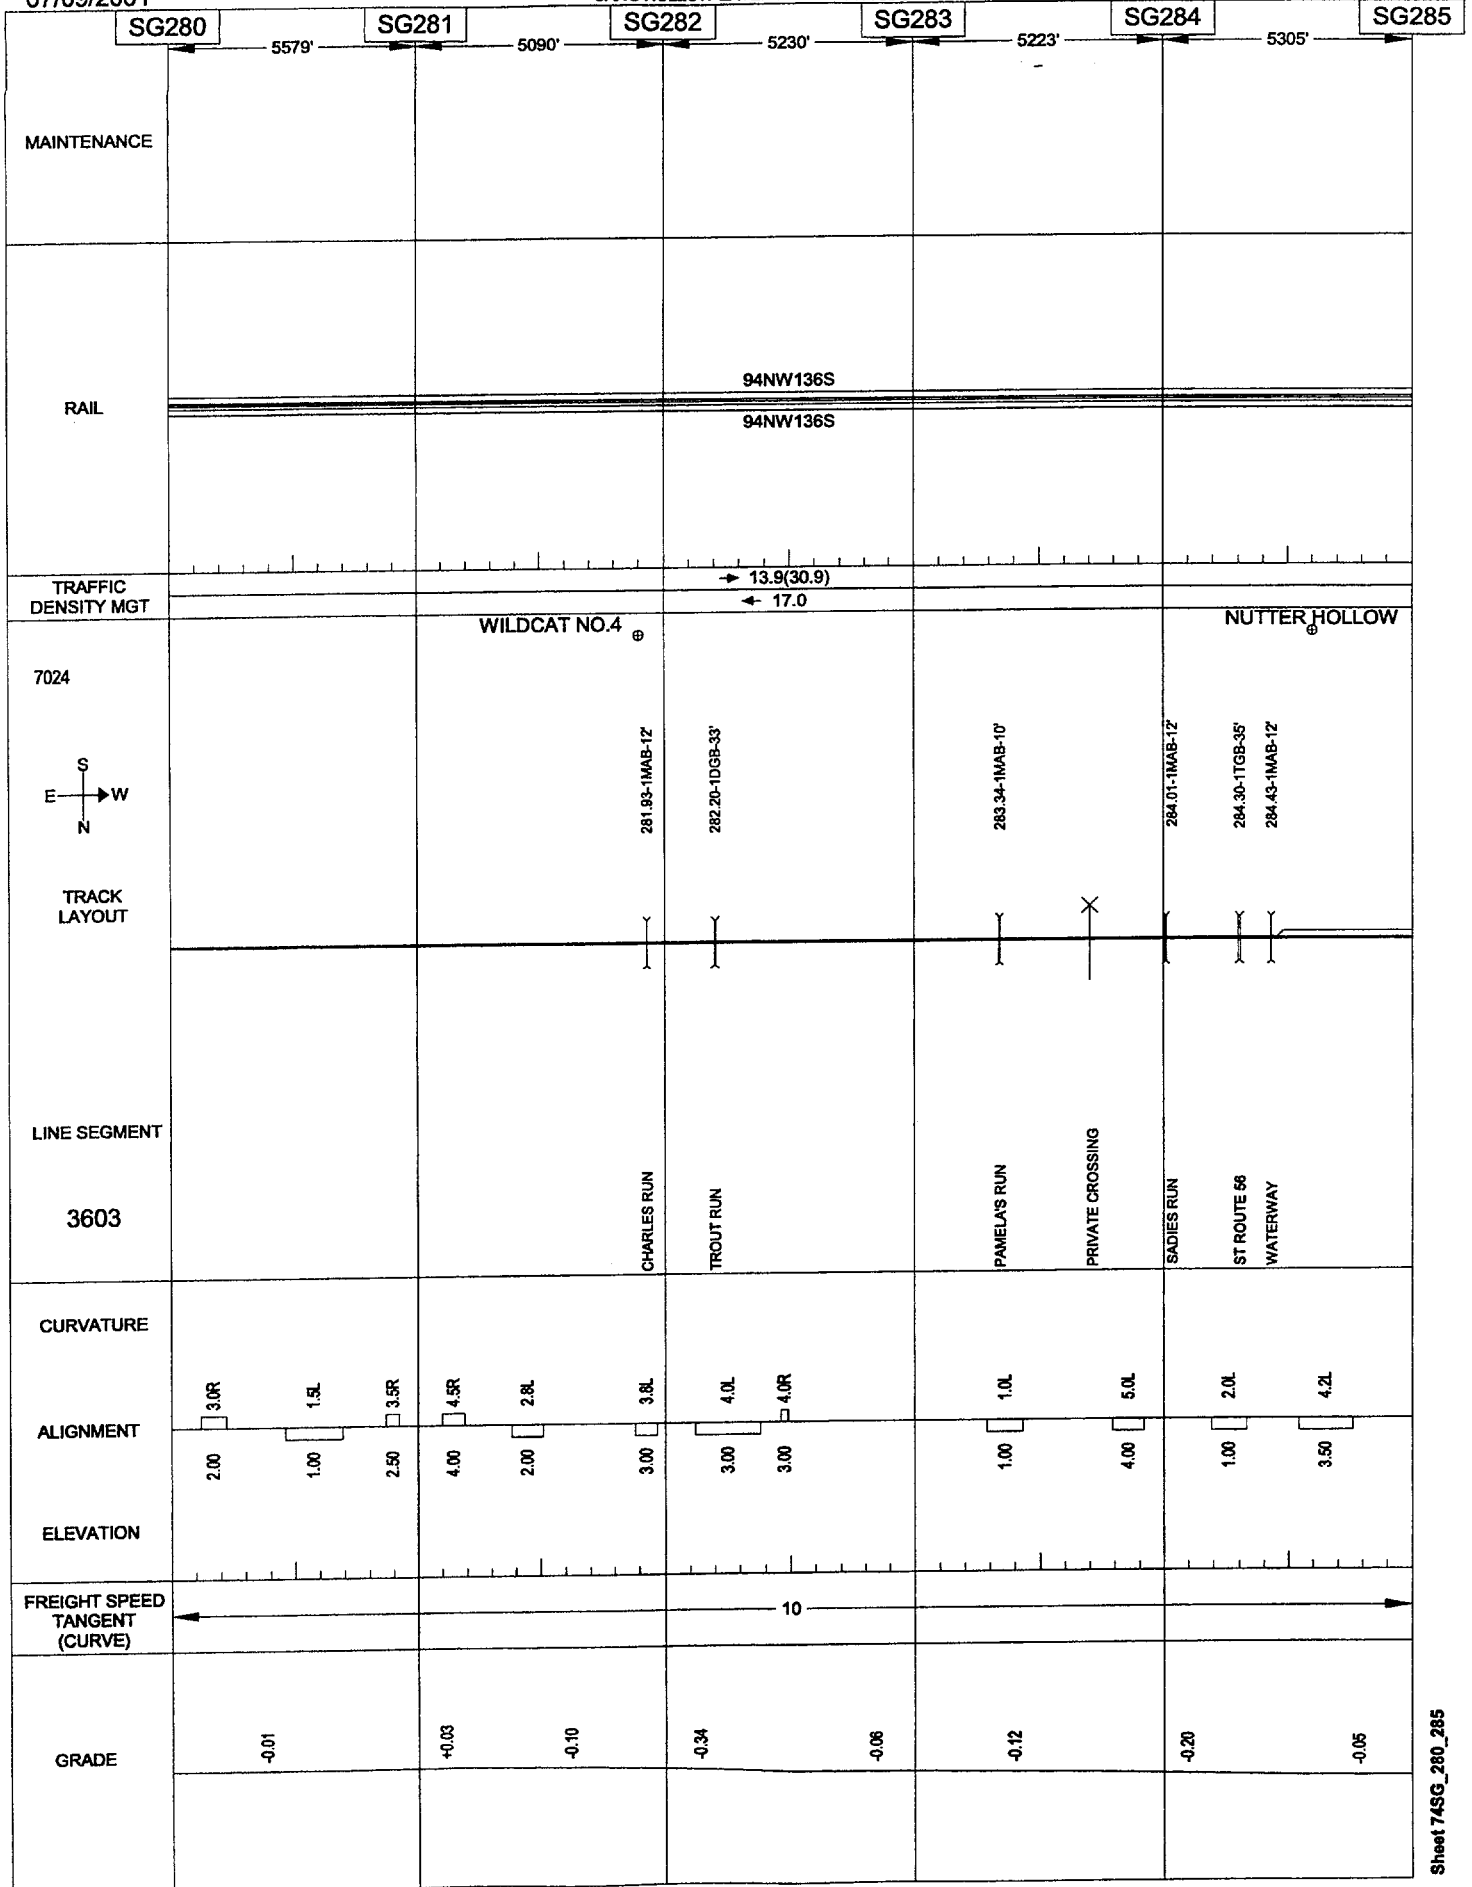 SG280 SG281 SG282 SG283 SG284 SG285
5579' 5090' 5230' 5223' 5305'
MAINTENANCE
94NW136S
RAIL
94NW136S
TRAFFIC
DENSITY MGT
13.9(30.9)
17.0
WILDCAT NO.4
NUTTER HOLLOW
7024
S
E W
N
281.93-1MAB-12'
282.20-1DGB-33'
283.34-1MAB-10'
284.01-1MAB-12'
284.30-1TGB-35'
284.43-1MAB-12'
TRACK
LAYOUT
LINE SEGMENT
3603
CHARLES RUN
TROUT RUN
PAMELA'S RUN
PRIVATE CROSSING
SADIES RUN
ST ROUTE 56
WATERWAY
CURVATURE
3.0R 1.5L 3.5R 4.5R 2.8L 3.8L 4.0L 4.0R 1.0L 5.0L 2.0L 4.2L
ALIGNMENT
2.00 1.00 2.50 4.00 2.00 3.00 3.00 3.00 1.00 4.00 1.00 3.50
ELEVATION
FREIGHT SPEED
TANGENT
(CURVE)
10
GRADE
-0.01 +0.03 -0.10 -0.34 -0.06 -0.12 -0.20 -0.05
Sheet 74SG_280_285